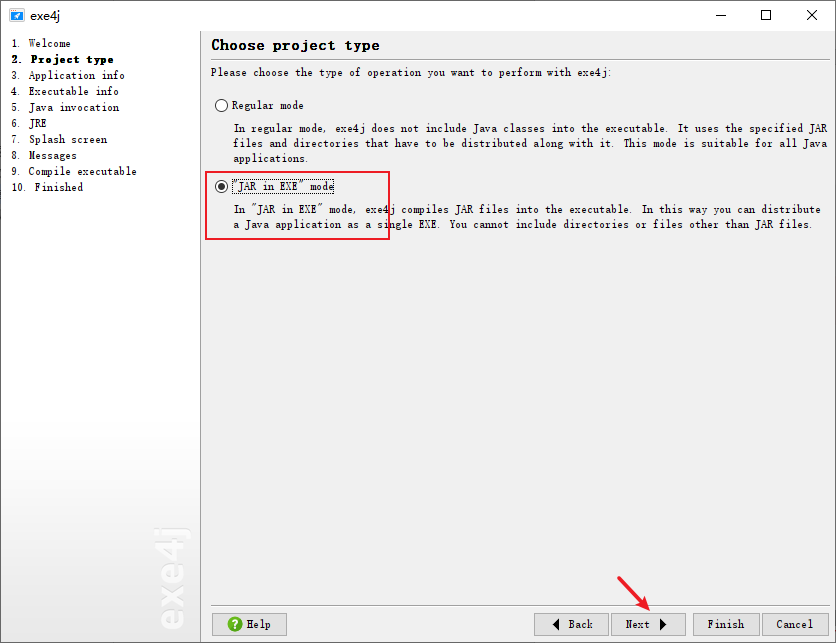 exe4j
1. Welcome
2. Project type
3. Application info
4. Executable info
5. Java invocation
6. JRE
7. Splash screen
8. Messages
9. Compile executable
10. Finished
exe4j
Choose project type
Please choose the type of operation you want to perform with exe4j:
Regular mode
In regular mode, exe4j does not include Java classes into the executable. It uses the specified JAR
files and directories that have to be distributed along with it. This mode is suitable for all Java
applications.
"JAR in EXE" mode
In "JAR in EXE" mode, exe4j compiles JAR files into the executable. In this way you can distribute
a Java application as a single EXE. You cannot include directories or files other than JAR files.
Help
Back
Next
Finish
Cancel